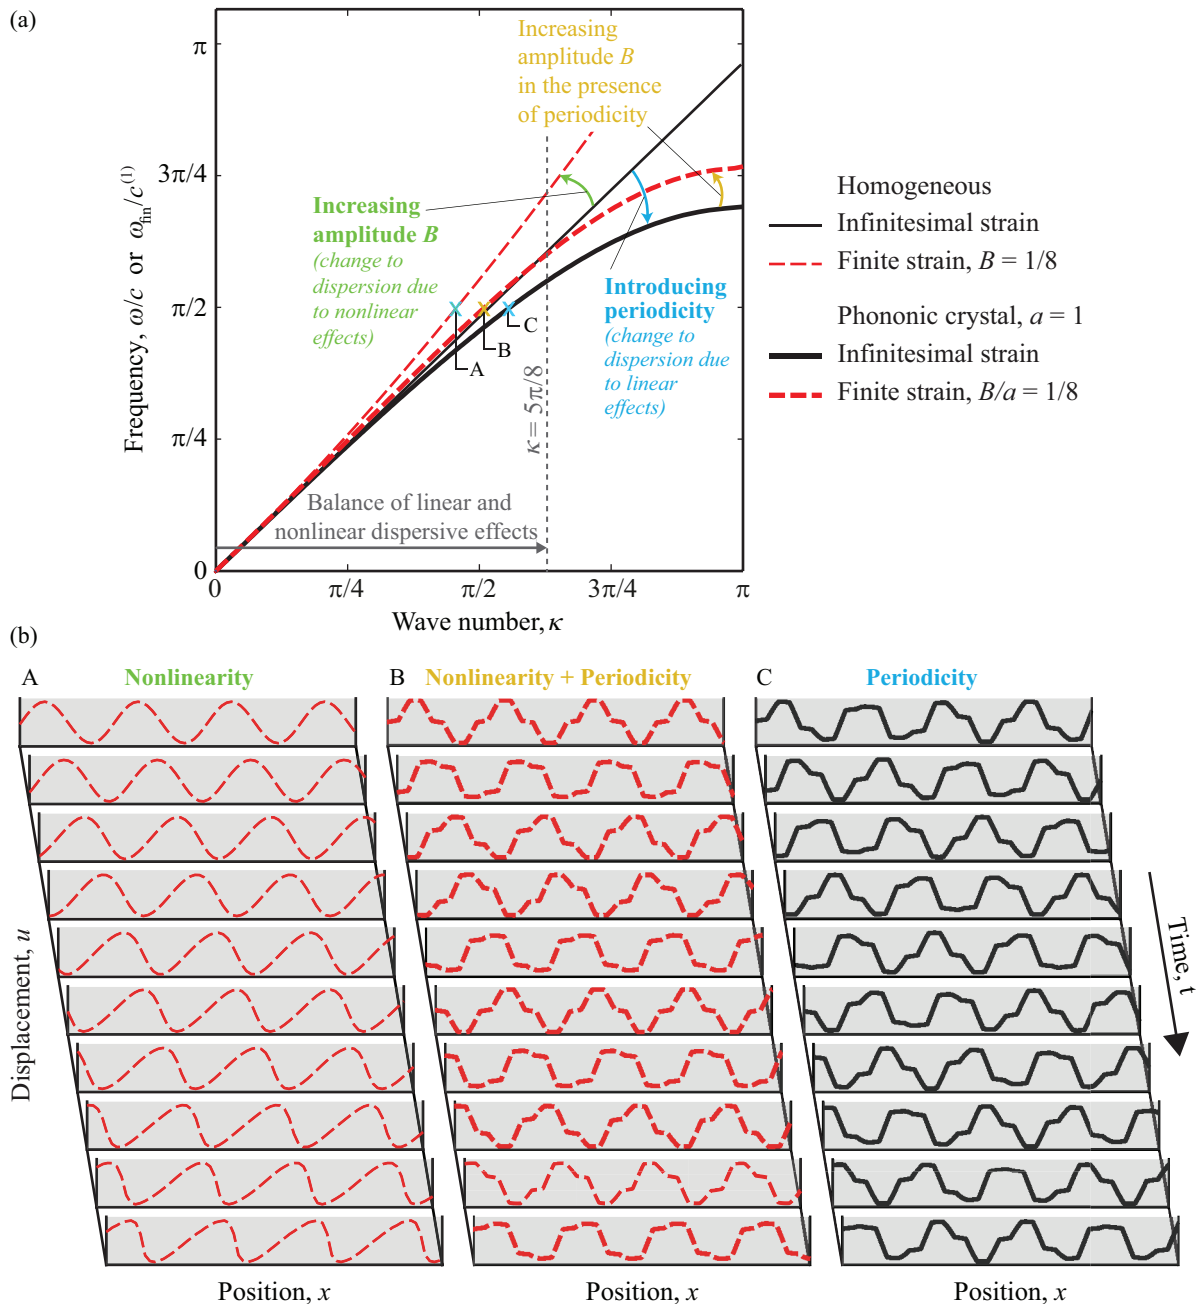 (a)
Frequency, ω/c or ω_fin/c^(1)
π
3π/4
π/2
π/4
0
0
π/4
π/2
3π/4
π
Wave number, κ
Increasing
amplitude B
in the presence
of periodicity
Increasing
amplitude B
(change to
dispersion due
to nonlinear
effects)
Introducing
periodicity
(change to
dispersion due
to linear
effects)
A
B
C
κ = 5π/8
Balance of linear and
nonlinear dispersive effects
Homogeneous
Infinitesimal strain
Finite strain, B = 1/8
Phononic crystal, a = 1
Infinitesimal strain
Finite strain, B/a = 1/8
(b)
A Nonlinearity
B Nonlinearity + Periodicity
C Periodicity
Displacement, u
Time, t
Position, x
Position, x
Position, x